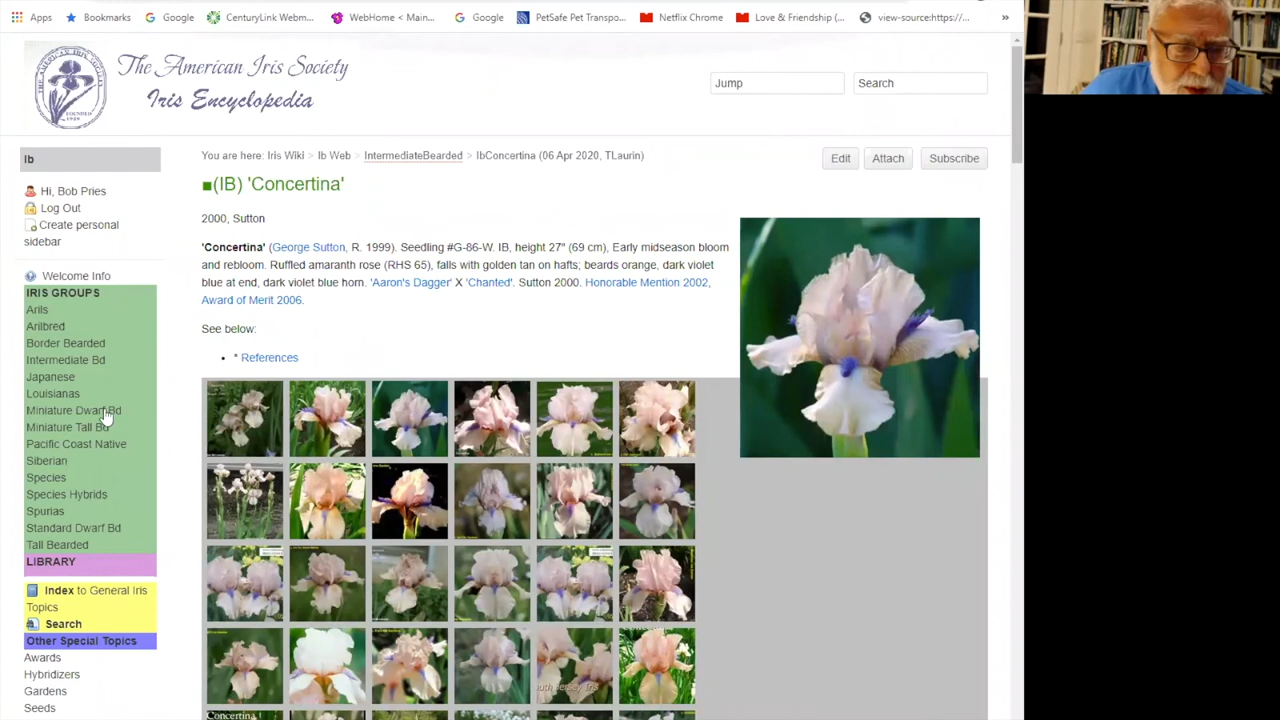 Apps
Bookmarks
Google
CenturyLink Webm...
WebHome < Main...
Google
PetSafe Pet Transpo...
Netflix Chrome
Love & Friendship (...
view-source:https://...
»
The American Iris Society
Iris Encyclopedia
Jump
Search
Ib
Hi, Bob Pries
Log Out
Create personal
sidebar
Welcome Info
IRIS GROUPS
Arils
Arilbred
Border Bearded
Intermediate Bd
Japanese
Louisianas
Miniature Dwarf Bd
Miniature Tall Bd
Pacific Coast Native
Siberian
Species
Species Hybrids
Spurias
Standard Dwarf Bd
Tall Bearded
LIBRARY
Index to General Iris
Topics
Search
Other Special Topics
Awards
Hybridizers
Gardens
Seeds
You are here: Iris Wiki > Ib Web > IntermediateBearded > IbConcertina (06 Apr 2020, TLaurin)
Edit
Attach
Subscribe
■(IB) 'Concertina'
2000, Sutton
'Concertina' (George Sutton, R. 1999). Seedling #G-86-W. IB, height 27" (69 cm), Early midseason bloom
and rebloom. Ruffled amaranth rose (RHS 65), falls with golden tan on hafts; beards orange, dark violet
blue at end, dark violet blue horn. 'Aaron's Dagger' X 'Chanted'. Sutton 2000. Honorable Mention 2002,
Award of Merit 2006.
See below:
• * References
South Jersey Iris
Concertina